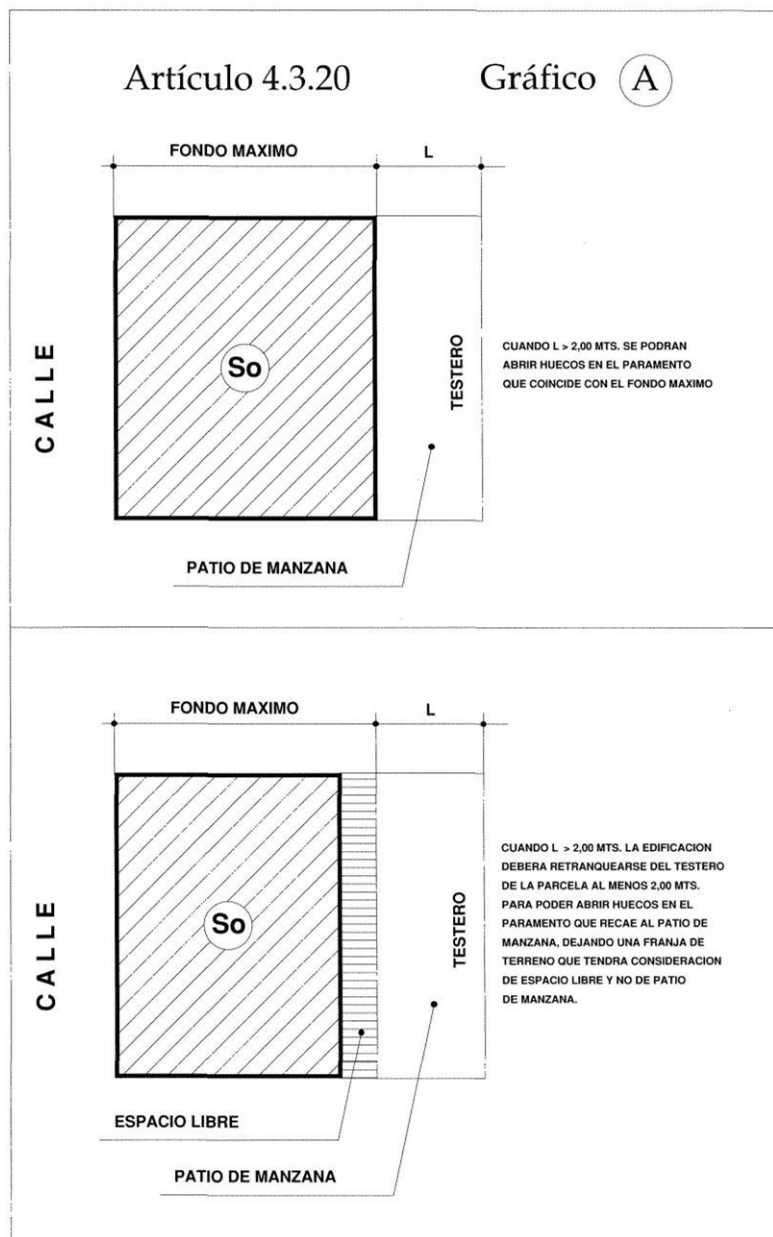 Artículo 4.3.20 Gráfico A
FONDO MAXIMO L
CALLE
So
TESTERO
CUANDO L > 2,00 MTS. SE PODRAN
ABRIR HUECOS EN EL PARAMENTO
QUE COINCIDE CON EL FONDO MAXIMO
PATIO DE MANZANA
FONDO MAXIMO L
CALLE
So
TESTERO
CUANDO L > 2,00 MTS. LA EDIFICACION
DEBERA RETRANQUEARSE DEL TESTERO
DE LA PARCELA AL MENOS 2,00 MTS.
PARA PODER ABRIR HUECOS EN EL
PARAMENTO QUE RECAE AL PATIO DE
MANZANA, DEJANDO UNA FRANJA DE
TERRENO QUE TENDRA CONSIDERACION
DE ESPACIO LIBRE Y NO DE PATIO
DE MANZANA.
ESPACIO LIBRE
PATIO DE MANZANA